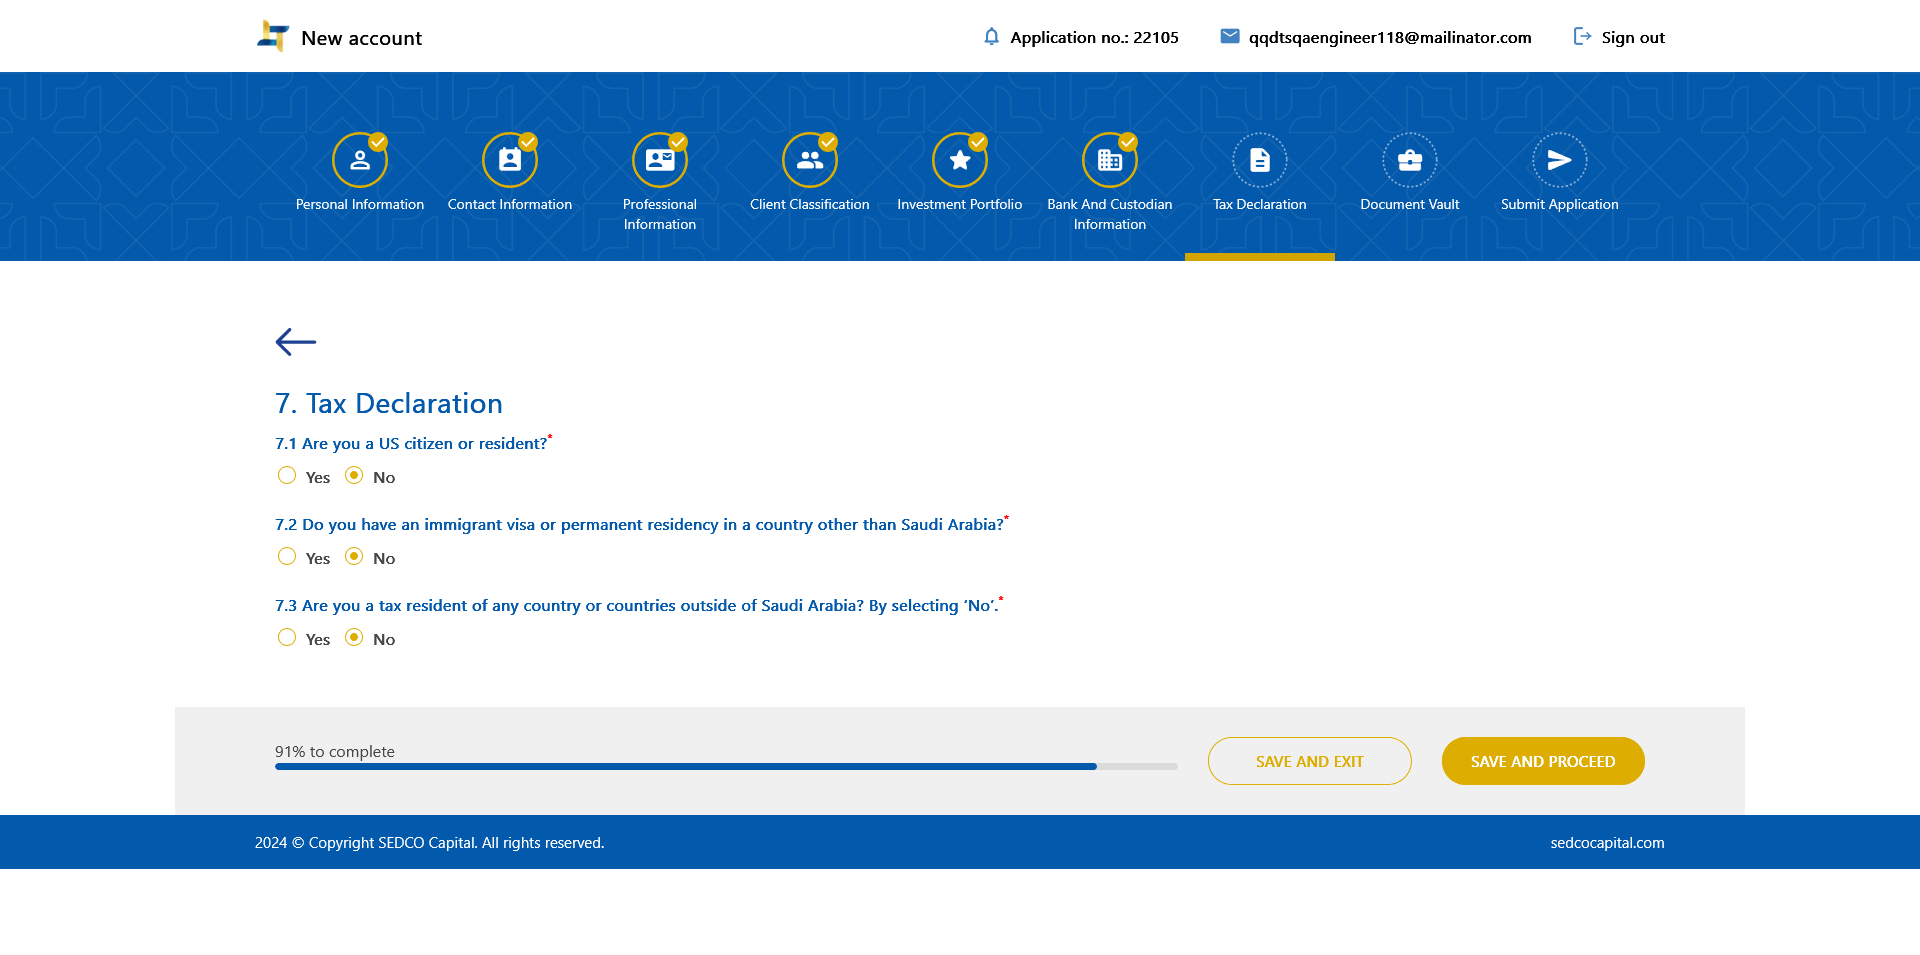 New account
Application no.: 22105
qqdtsqaengineer118@mailinator.com
Sign out
Personal Information
Contact Information
Professional
Information
Client Classification
Investment Portfolio
Bank And Custodian
Information
Tax Declaration
Document Vault
Submit Application
7. Tax Declaration
7.1 Are you a US citizen or resident?*
Yes No
7.2 Do you have an immigrant visa or permanent residency in a country other than Saudi Arabia?*
Yes No
7.3 Are you a tax resident of any country or countries outside of Saudi Arabia? By selecting ‘No’.*
Yes No
91% to complete
SAVE AND EXIT
SAVE AND PROCEED
2024 © Copyright SEDCO Capital. All rights reserved.
sedcocapital.com